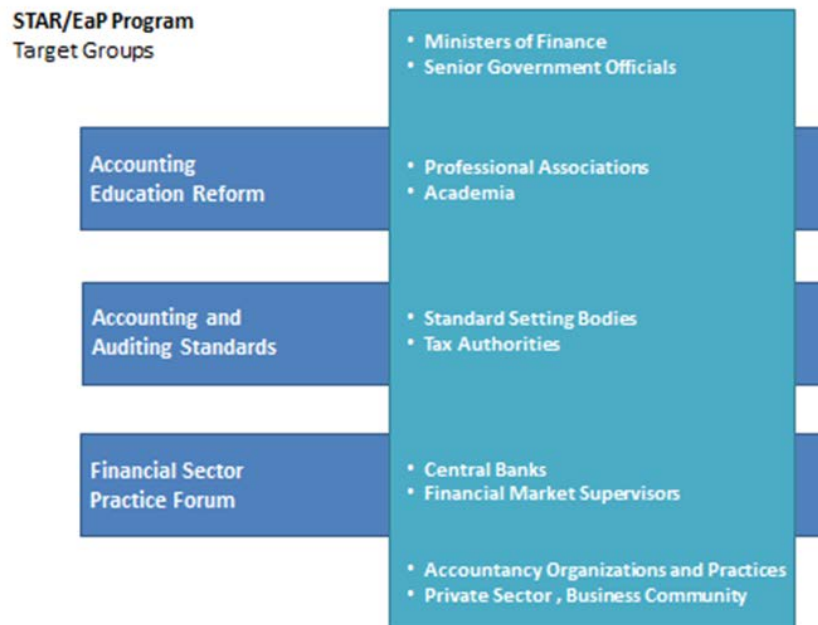 STAR/EaP Program
Target Groups
• Ministers of Finance
• Senior Government Officials
Accounting
Education Reform
• Professional Associations
• Academia
Accounting and
Auditing Standards
• Standard Setting Bodies
• Tax Authorities
Financial Sector
Practice Forum
• Central Banks
• Financial Market Supervisors
• Accountancy Organizations and Practices
• Private Sector , Business Community